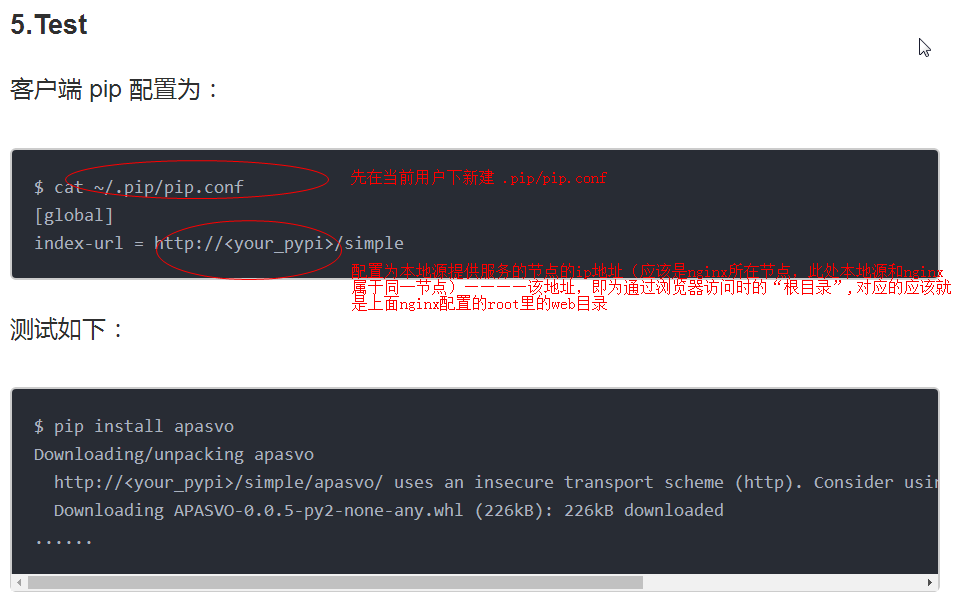 5.Test
客户端 pip 配置为：
$ cat ~/.pip/pip.conf
先在当前用户下新建 .pip/pip.conf
[global]
index-url = http://<your_pypi>/simple
配置为本地源提供服务的节点的ip地址（应该是nginx所在节点，此处本地源和nginx
属于同一节点）————该地址，即为通过浏览器访问时的“根目录”,对应的应该就
是上面nginx配置的root里的web目录
测试如下：
$ pip install apasvo
Downloading/unpacking apasvo
http://<your_pypi>/simple/apasvo/ uses an insecure transport scheme (http). Consider usin
Downloading APASVO-0.0.5-py2-none-any.whl (226kB): 226kB downloaded
......